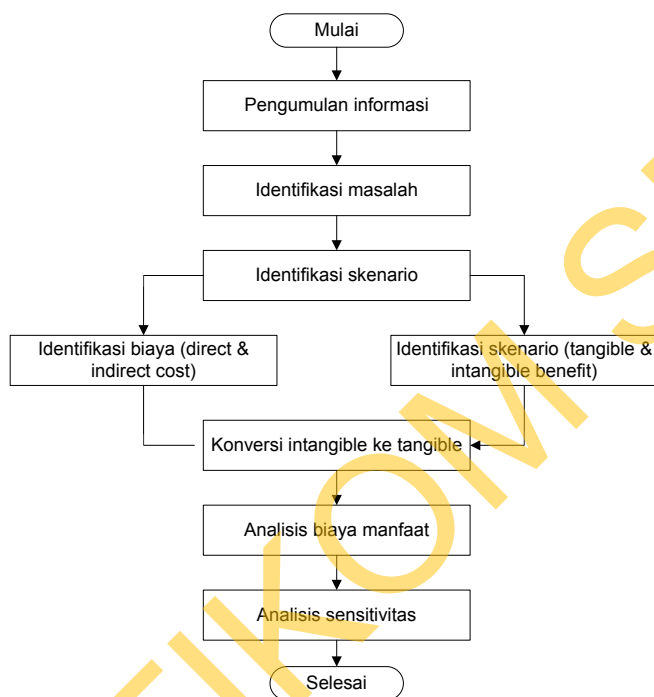 Mulai
Pengumulan informasi
Identifikasi masalah
Identifikasi skenario
Identifikasi biaya (direct &
indirect cost)
Identifikasi skenario (tangible &
intangible benefit)
Konversi intangible ke tangible
Analisis biaya manfaat
Analisis sensitivitas
Selesai